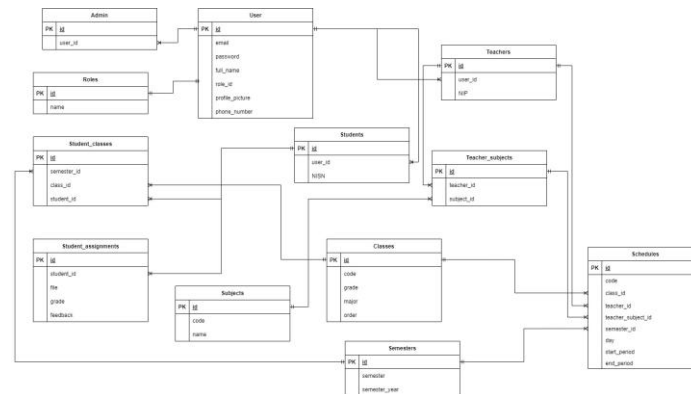 Admin
PK id
user_id
User
PK id
email
password
full_name
role_id
profile_picture
phone_number
Teachers
PK id
user_id
NIP
Roles
PK id
name
Students
PK id
user_id
NISN
Student_classes
PK id
semester_id
class_id
student_id
Teacher_subjects
PK id
teacher_id
subject_id
Student_assignments
PK id
student_id
file
grade
feedback
Classes
PK id
code
grade
major
order
Schedules
PK id
code
class_id
teacher_id
teacher_subject_id
semester_id
day
start_period
end_period
Subjects
PK id
code
name
Semesters
PK id
semester
semester_year